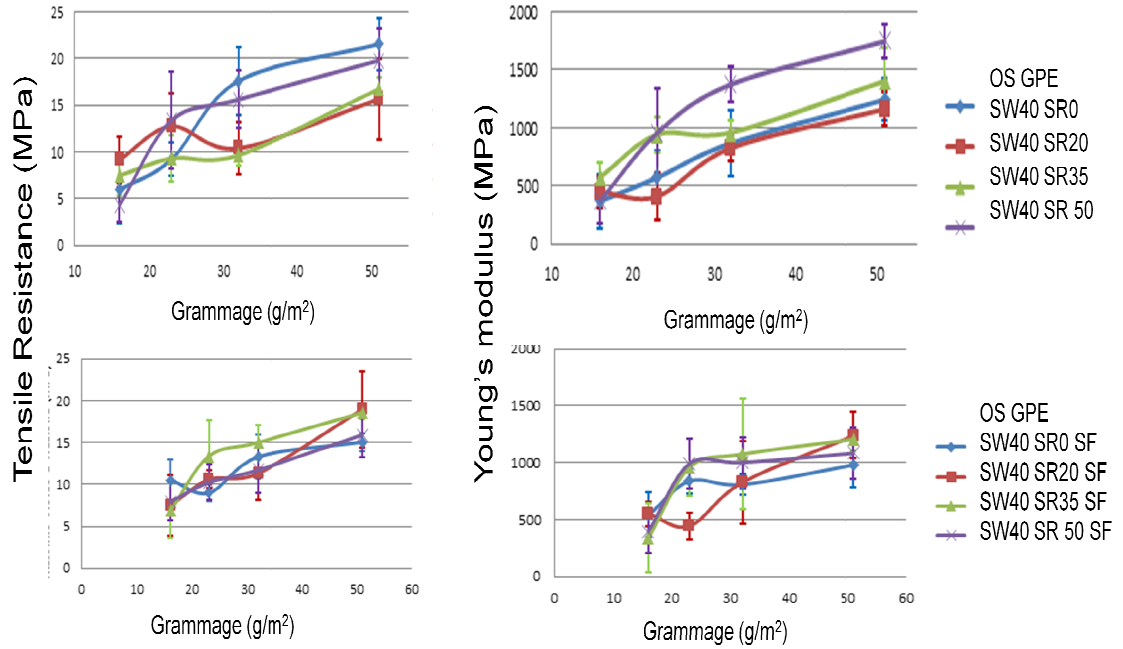 Tensile Resistance (MPa)
25
20
15
10
5
0
10 20 30 40 50
Grammage (g/m²)
Young's modulus (MPa)
2000
1500
1000
500
0
10 20 30 40 50
Grammage (g/m²)
OS GPE
SW40 SR0
SW40 SR20
SW40 SR35
SW40 SR 50
25
20
15
10
5
0
0 10 20 30 40 50 60
Grammage (g/m²)
2000
1500
1000
500
0
0 10 20 30 40 50 60
Grammage (g/m²)
OS GPE
SW40 SR0 SF
SW40 SR20 SF
SW40 SR35 SF
SW40 SR 50 SF